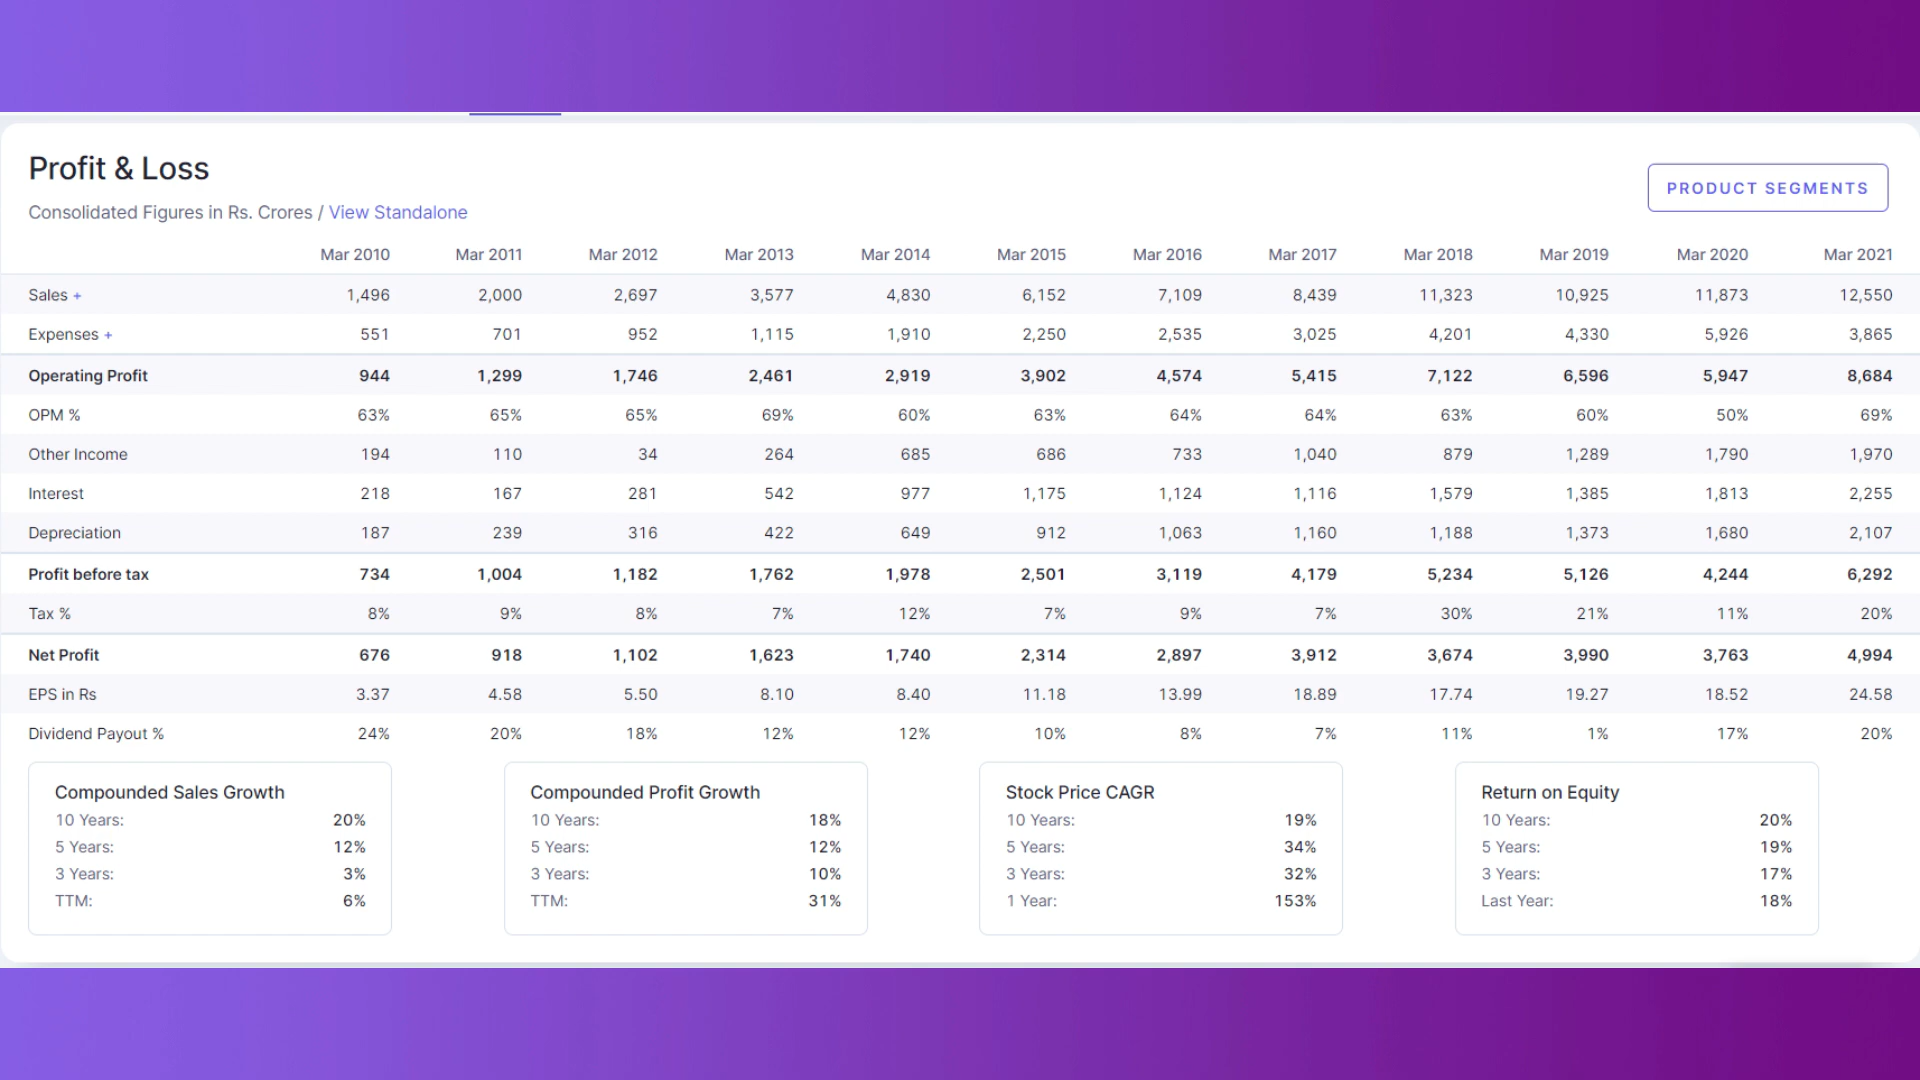 Profit & Loss
PRODUCT SEGMENTS
Consolidated Figures in Rs. Crores / View Standalone
Mar 2010 Mar 2011 Mar 2012 Mar 2013 Mar 2014 Mar 2015 Mar 2016 Mar 2017 Mar 2018 Mar 2019 Mar 2020 Mar 2021
Sales + 1,496 2,000 2,697 3,577 4,830 6,152 7,109 8,439 11,323 10,925 11,873 12,550
Expenses + 551 701 952 1,115 1,910 2,250 2,535 3,025 4,201 4,330 5,926 3,865
Operating Profit 944 1,299 1,746 2,461 2,919 3,902 4,574 5,415 7,122 6,596 5,947 8,684
OPM % 63% 65% 65% 69% 60% 63% 64% 64% 63% 60% 50% 69%
Other Income 194 110 34 264 685 686 733 1,040 879 1,289 1,790 1,970
Interest 218 167 281 542 977 1,175 1,124 1,116 1,579 1,385 1,813 2,255
Depreciation 187 239 316 422 649 912 1,063 1,160 1,188 1,373 1,680 2,107
Profit before tax 734 1,004 1,182 1,762 1,978 2,501 3,119 4,179 5,234 5,126 4,244 6,292
Tax % 8% 9% 8% 7% 12% 7% 9% 7% 30% 21% 11% 20%
Net Profit 676 918 1,102 1,623 1,740 2,314 2,897 3,912 3,674 3,990 3,763 4,994
EPS in Rs 3.37 4.58 5.50 8.10 8.40 11.18 13.99 18.89 17.74 19.27 18.52 24.58
Dividend Payout % 24% 20% 18% 12% 12% 10% 8% 7% 11% 1% 17% 20%
Compounded Sales Growth
10 Years: 20%
5 Years: 12%
3 Years: 3%
TTM: 6%
Compounded Profit Growth
10 Years: 18%
5 Years: 12%
3 Years: 10%
TTM: 31%
Stock Price CAGR
10 Years: 19%
5 Years: 34%
3 Years: 32%
1 Year: 153%
Return on Equity
10 Years: 20%
5 Years: 19%
3 Years: 17%
Last Year: 18%